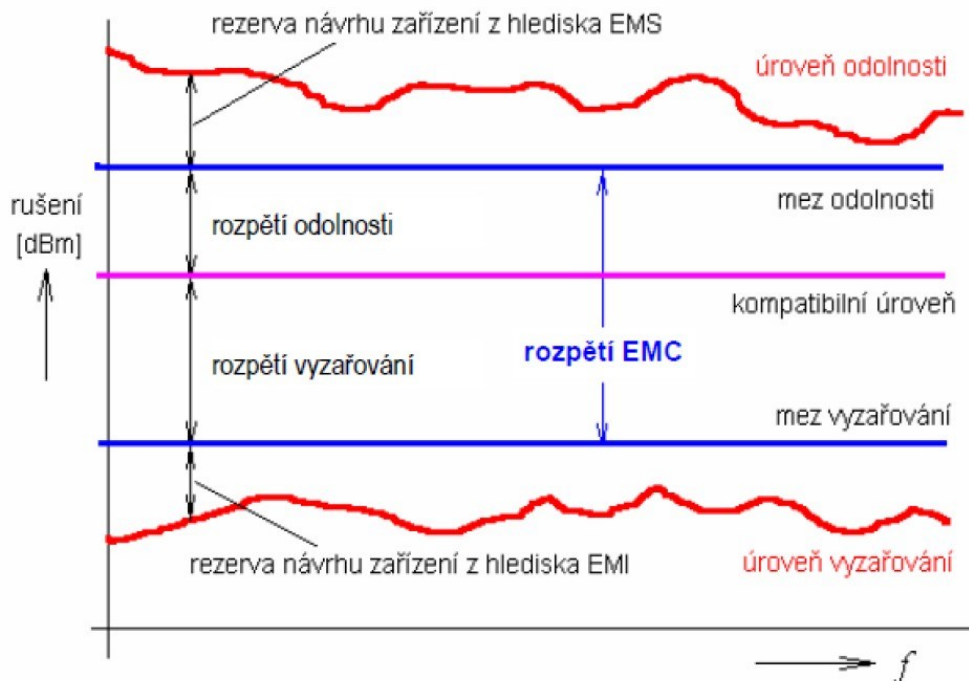 rezerva návrhu zařízení z hlediska EMS
úroveň odolnosti
rušení
[dBm]
rozpětí odolnosti
mez odolnosti
kompatibilní úroveň
rozpětí vyzařování
rozpětí EMC
mez vyzařování
rezerva návrhu zařízení z hlediska EMI
úroveň vyzařování
f